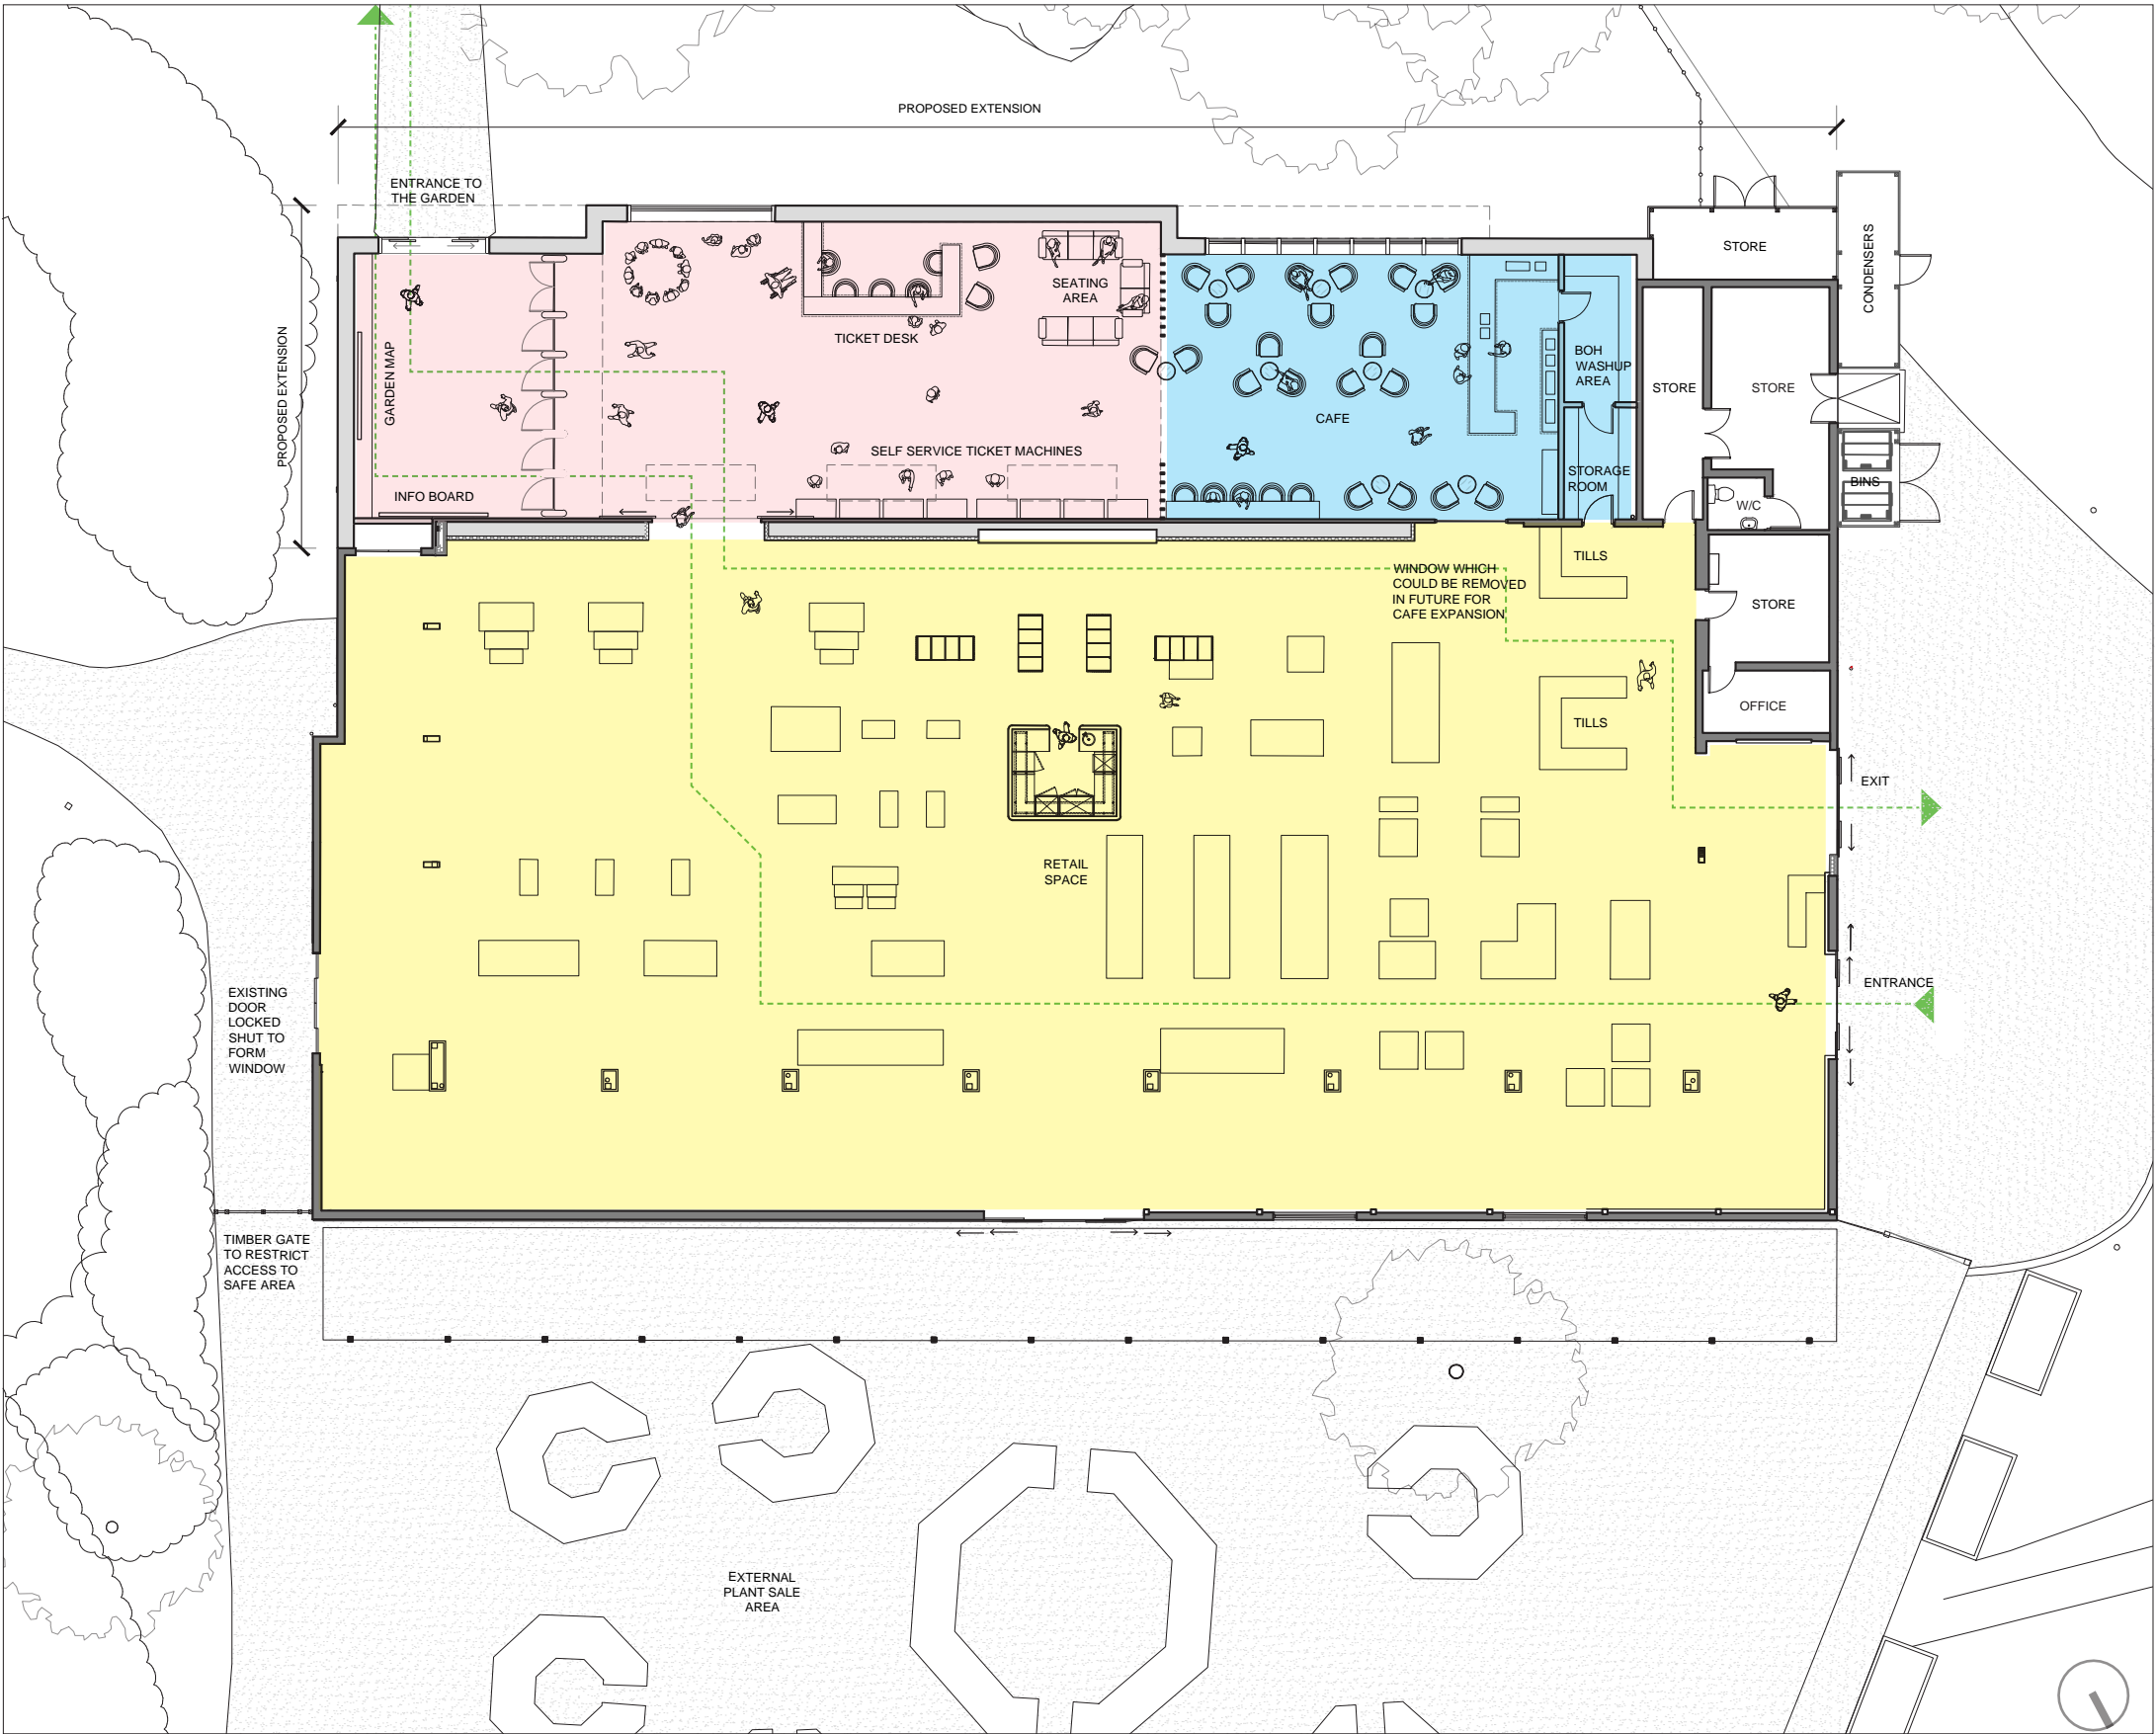 PROPOSED EXTENSION
ENTRANCE TO
THE GARDEN
STORE
CONDENSERS
SEATING
AREA
TICKET DESK
GARDEN MAP
PROPOSED EXTENSION
BOH
WASHUP
AREA
STORE
STORE
CAFE
SELF SERVICE TICKET MACHINES
STORAGE
ROOM
BINS
INFO BOARD
W/C
TILLS
WINDOW WHICH
COULD BE REMOVED
IN FUTURE FOR
CAFE EXPANSION
STORE
OFFICE
TILLS
EXIT
RETAIL
SPACE
ENTRANCE
EXISTING
DOOR
LOCKED
SHUT TO
FORM
WINDOW
TIMBER GATE
TO RESTRICT
ACCESS TO
SAFE AREA
EXTERNAL
PLANT SALE
AREA